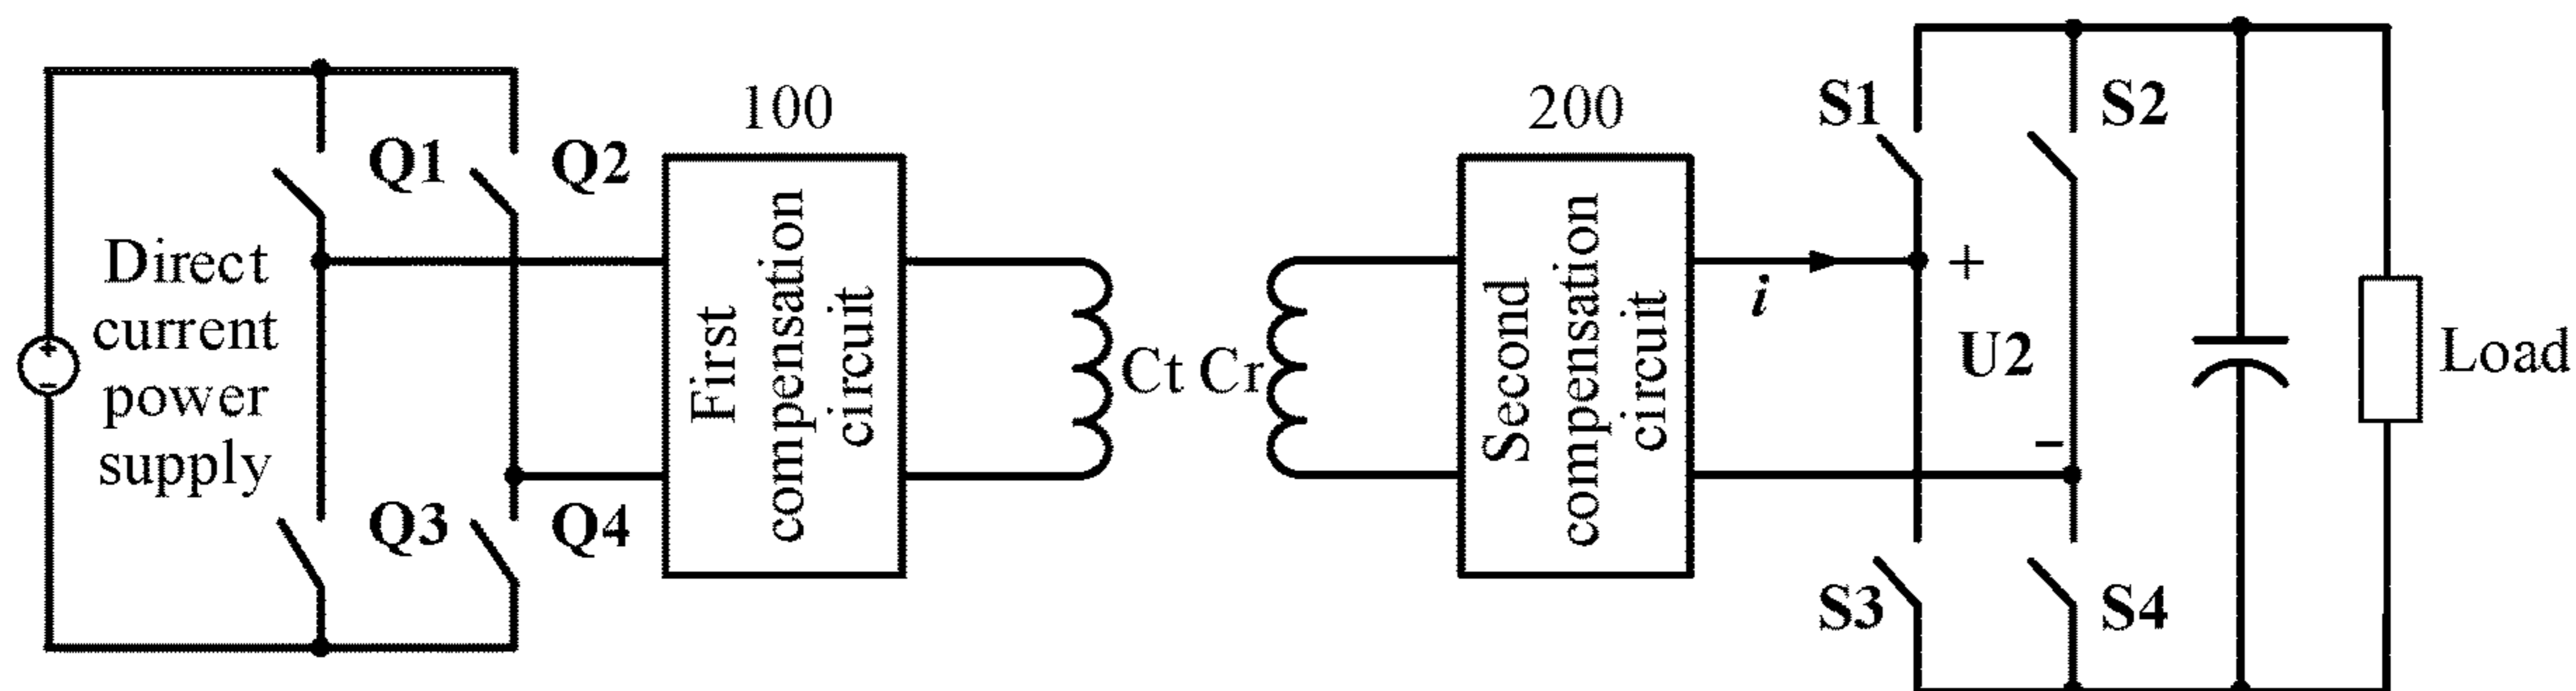 Direct
current
power
supply
+
−
Q1
Q2
Q3
Q4
100
First
compensation
circuit
Ct
Cr
200
Second
compensation
circuit
i
S1
S2
+
U2
−
S3
S4
Load